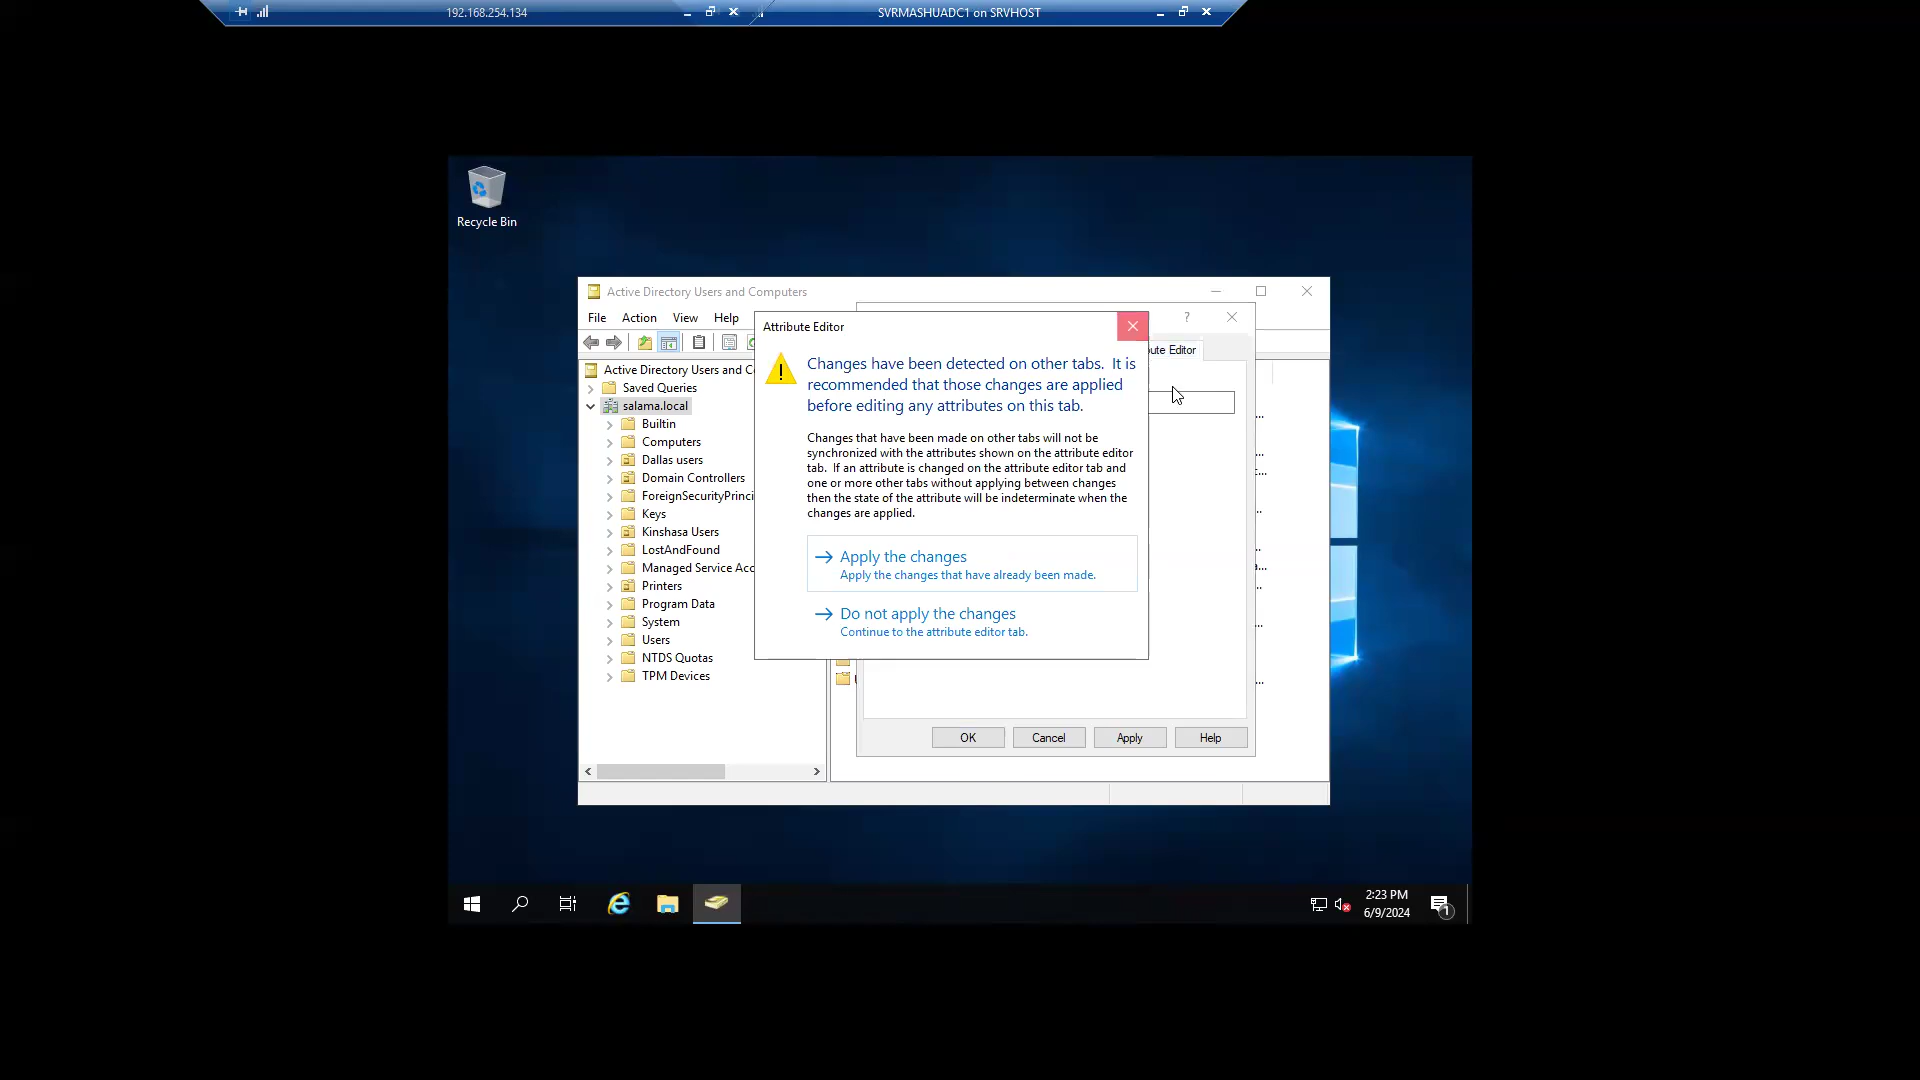 192.168.254.134
SVRMASHUADC1 on SRVHOST
Recycle Bin
Active Directory Users and Computers
File Action View Help
Attribute Editor
?
ute Editor
Changes have been detected on other tabs. It is
recommended that those changes are applied
before editing any attributes on this tab.
Changes that have been made on other tabs will not be
synchronized with the attributes shown on the attribute editor
tab. If an attribute is changed on the attribute editor tab and
one or more other tabs without applying between changes
then the state of the attribute will be indeterminate when the
changes are applied.
Apply the changes
Apply the changes that have already been made.
Do not apply the changes
Continue to the attribute editor tab.
Active Directory Users and C
Saved Queries
salama.local
Builtin
Computers
Dallas users
Domain Controllers
ForeignSecurityPrinci
Keys
Kinshasa Users
LostAndFound
Managed Service Acc
Printers
Program Data
System
Users
NTDS Quotas
TPM Devices
OK Cancel Apply Help
2:23 PM
6/9/2024
1